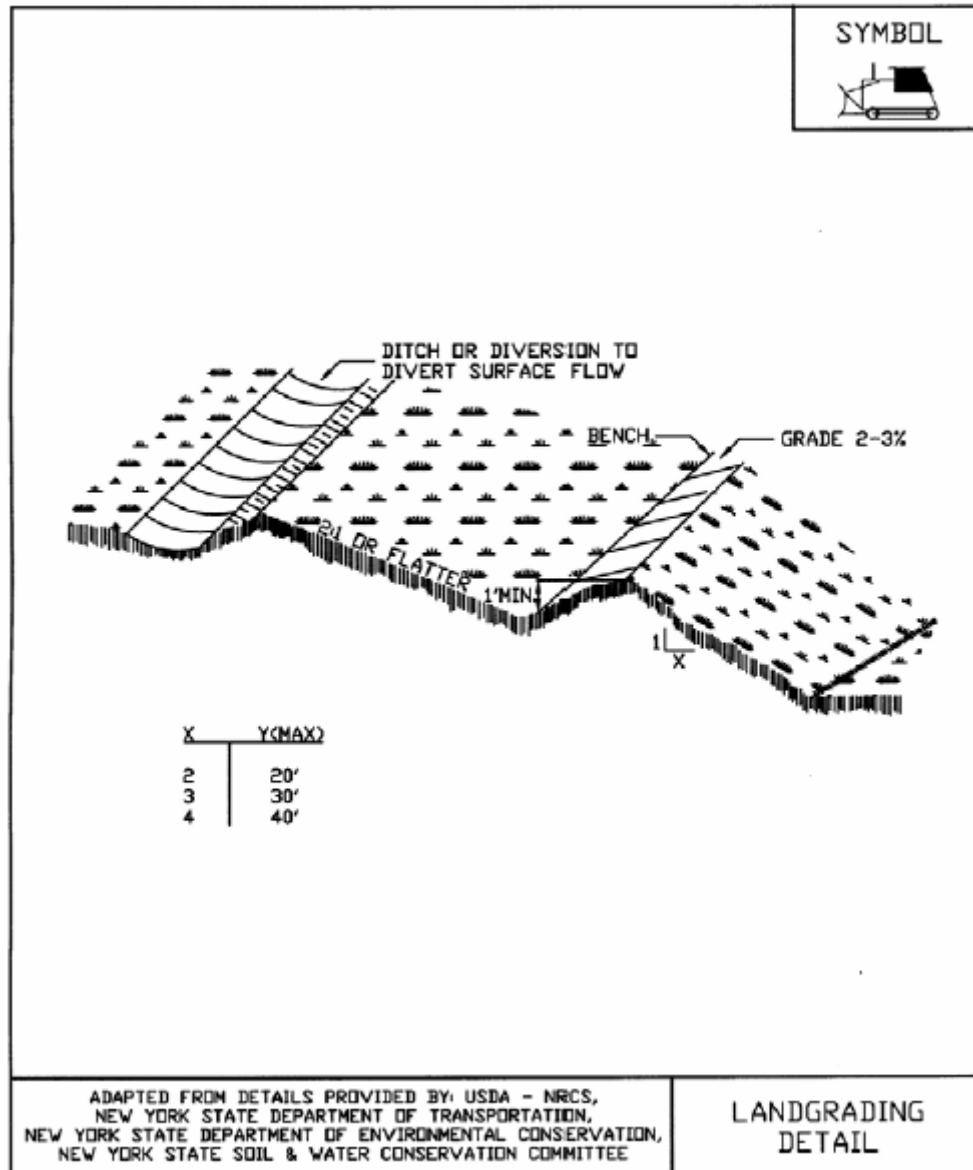 SYMBOL
DITCH OR DIVERSION TO
DIVERT SURFACE FLOW
BENCH
GRADE 2-3%
2:1 OR FLATTER
1'MIN.
1
X
X Y(MAX)
2 20'
3 30'
4 40'
ADAPTED FROM DETAILS PROVIDED BY: USDA - NRCS,
NEW YORK STATE DEPARTMENT OF TRANSPORTATION,
NEW YORK STATE DEPARTMENT OF ENVIRONMENTAL CONSERVATION,
NEW YORK STATE SOIL & WATER CONSERVATION COMMITTEE
LANDGRADING
DETAIL